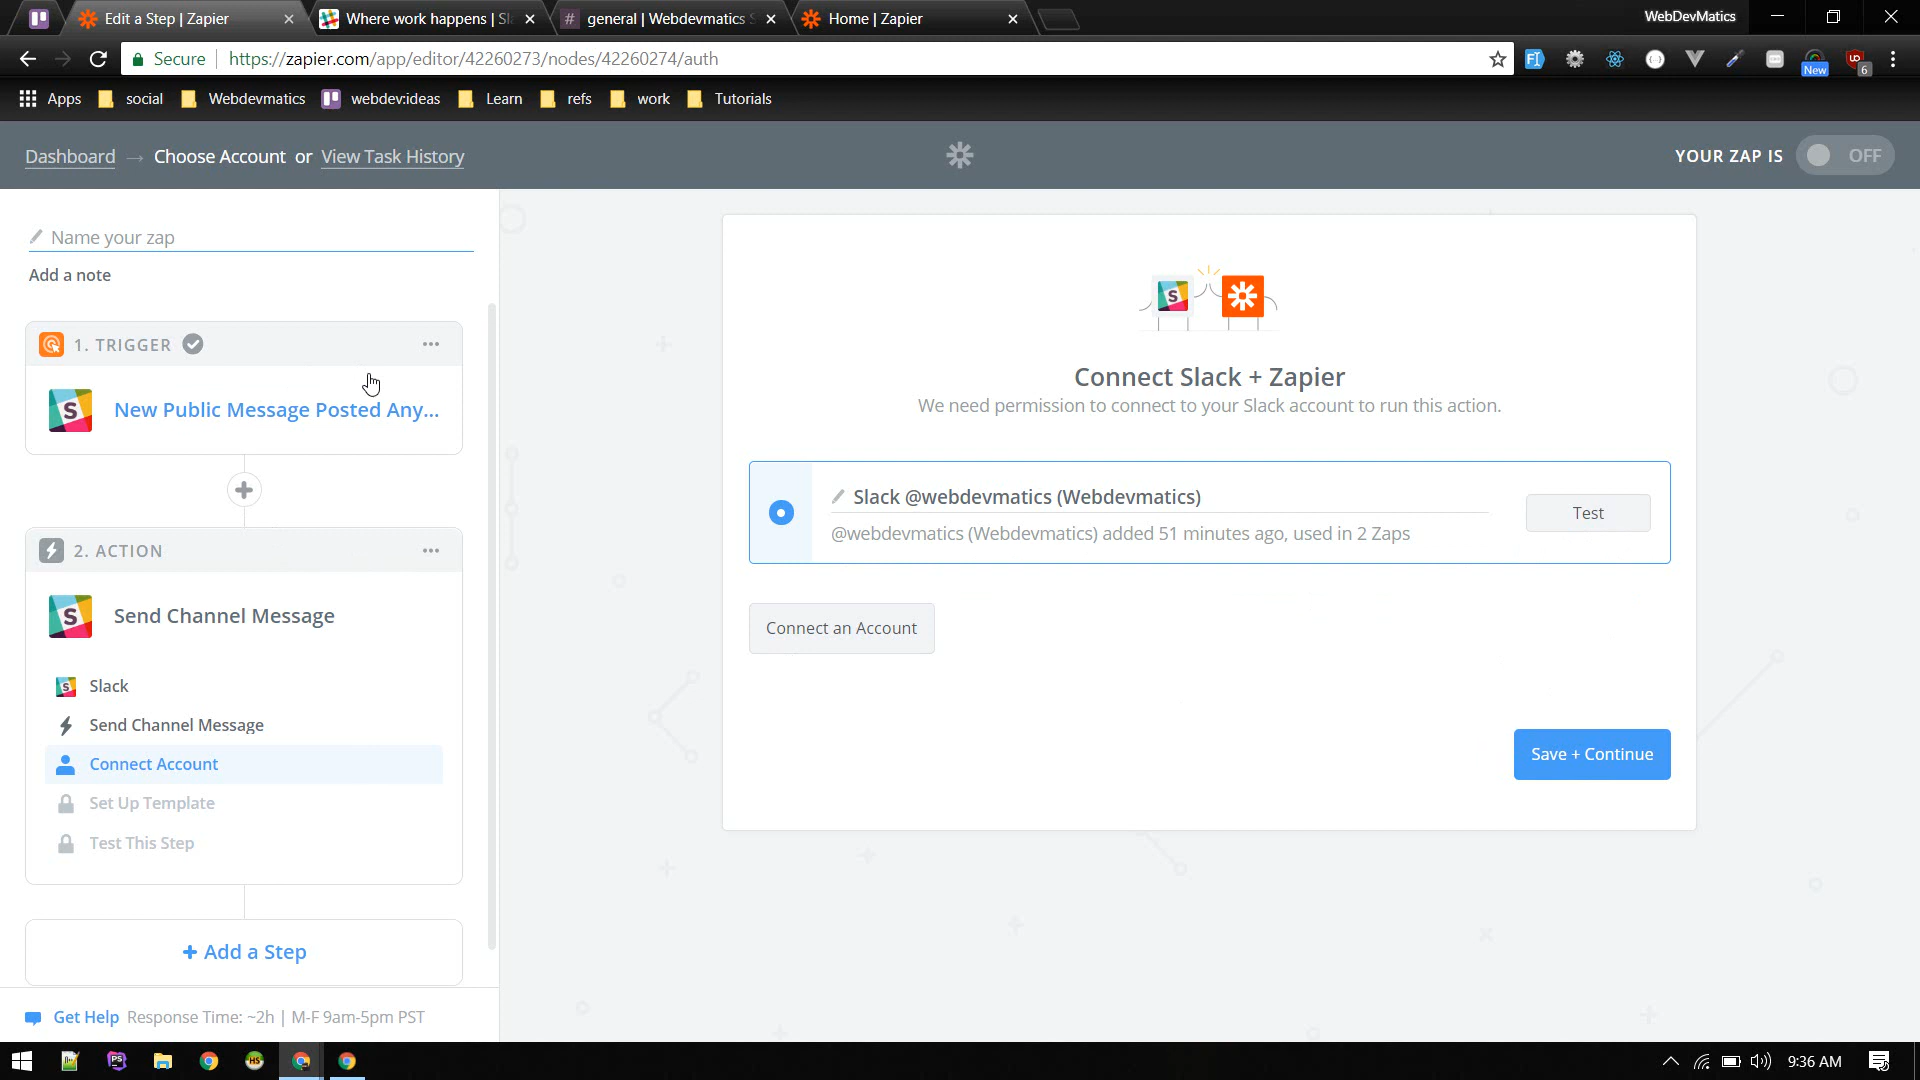 Edit a Step | Zapier
Where work happens | Sl
# general | Webdevmatics S
Home | Zapier
WebDevMatics
Secure
https://zapier.com/app/editor/42260273/nodes/42260274/auth
New
6
Apps
social
Webdevmatics
webdev:ideas
Learn
refs
work
Tutorials
Dashboard → Choose Account or View Task History
YOUR ZAP IS OFF
Name your zap
Add a note
1. TRIGGER
New Public Message Posted Any...
2. ACTION
Send Channel Message
Slack
Send Channel Message
Connect Account
Set Up Template
Test This Step
+ Add a Step
Get Help Response Time: ~2h | M-F 9am-5pm PST
Connect Slack + Zapier
We need permission to connect to your Slack account to run this action.
Slack @webdevmatics (Webdevmatics)
@webdevmatics (Webdevmatics) added 51 minutes ago, used in 2 Zaps
Test
Connect an Account
Save + Continue
9:36 AM